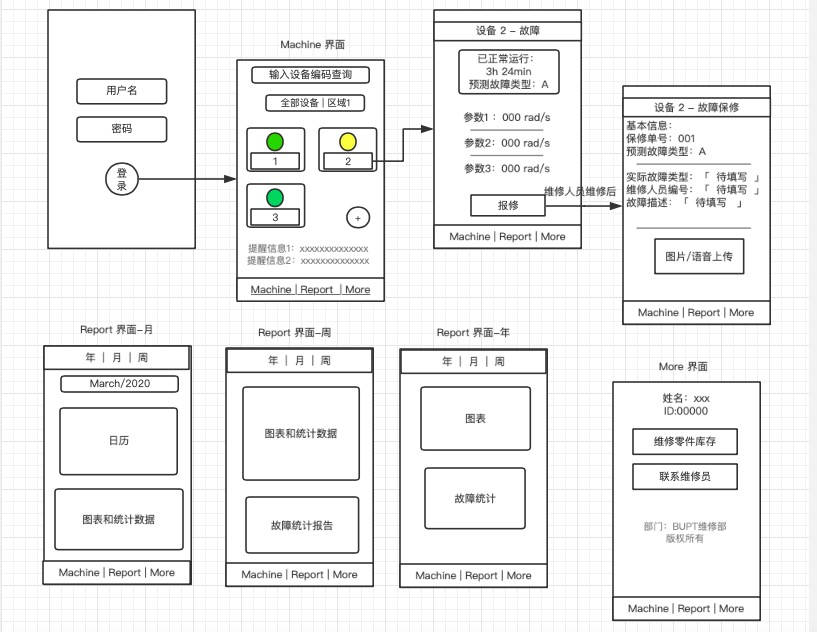 用户名
密码
登
录
Machine 界面
输入设备编码查询
全部设备 | 区域1
1
2
3
+
提醒信息1：xxxxxxxxxxxxxx
提醒信息2：xxxxxxxxxxxxxx
Machine | Report | More
设备 2 - 故障
已正常运行：
3h 24min
预测故障类型：A
参数1： 000 rad/s
参数2：000 rad/s
参数3：000 rad/s
报修
Machine | Report | More
维修人员维修后
设备 2 - 故障保修
基本信息：
保修单号：001
预测故障类型：A
实际故障类型：「 待填写 」
维修人员编号：「 待填写 」
故障描述：「 待填写 」
图片/语音上传
Machine | Report | More
Report 界面-月
年 | 月 | 周
March/2020
日历
图表和统计数据
Machine | Report | More
Report 界面-周
年 | 月 | 周
图表和统计数据
故障统计报告
Machine | Report | More
Report 界面-年
年 | 月 | 周
图表
故障统计
Machine | Report | More
More 界面
姓名：xxx
ID:00000
维修零件库存
联系维修员
部门：BUPT维修部
版权所有
Machine | Report | More